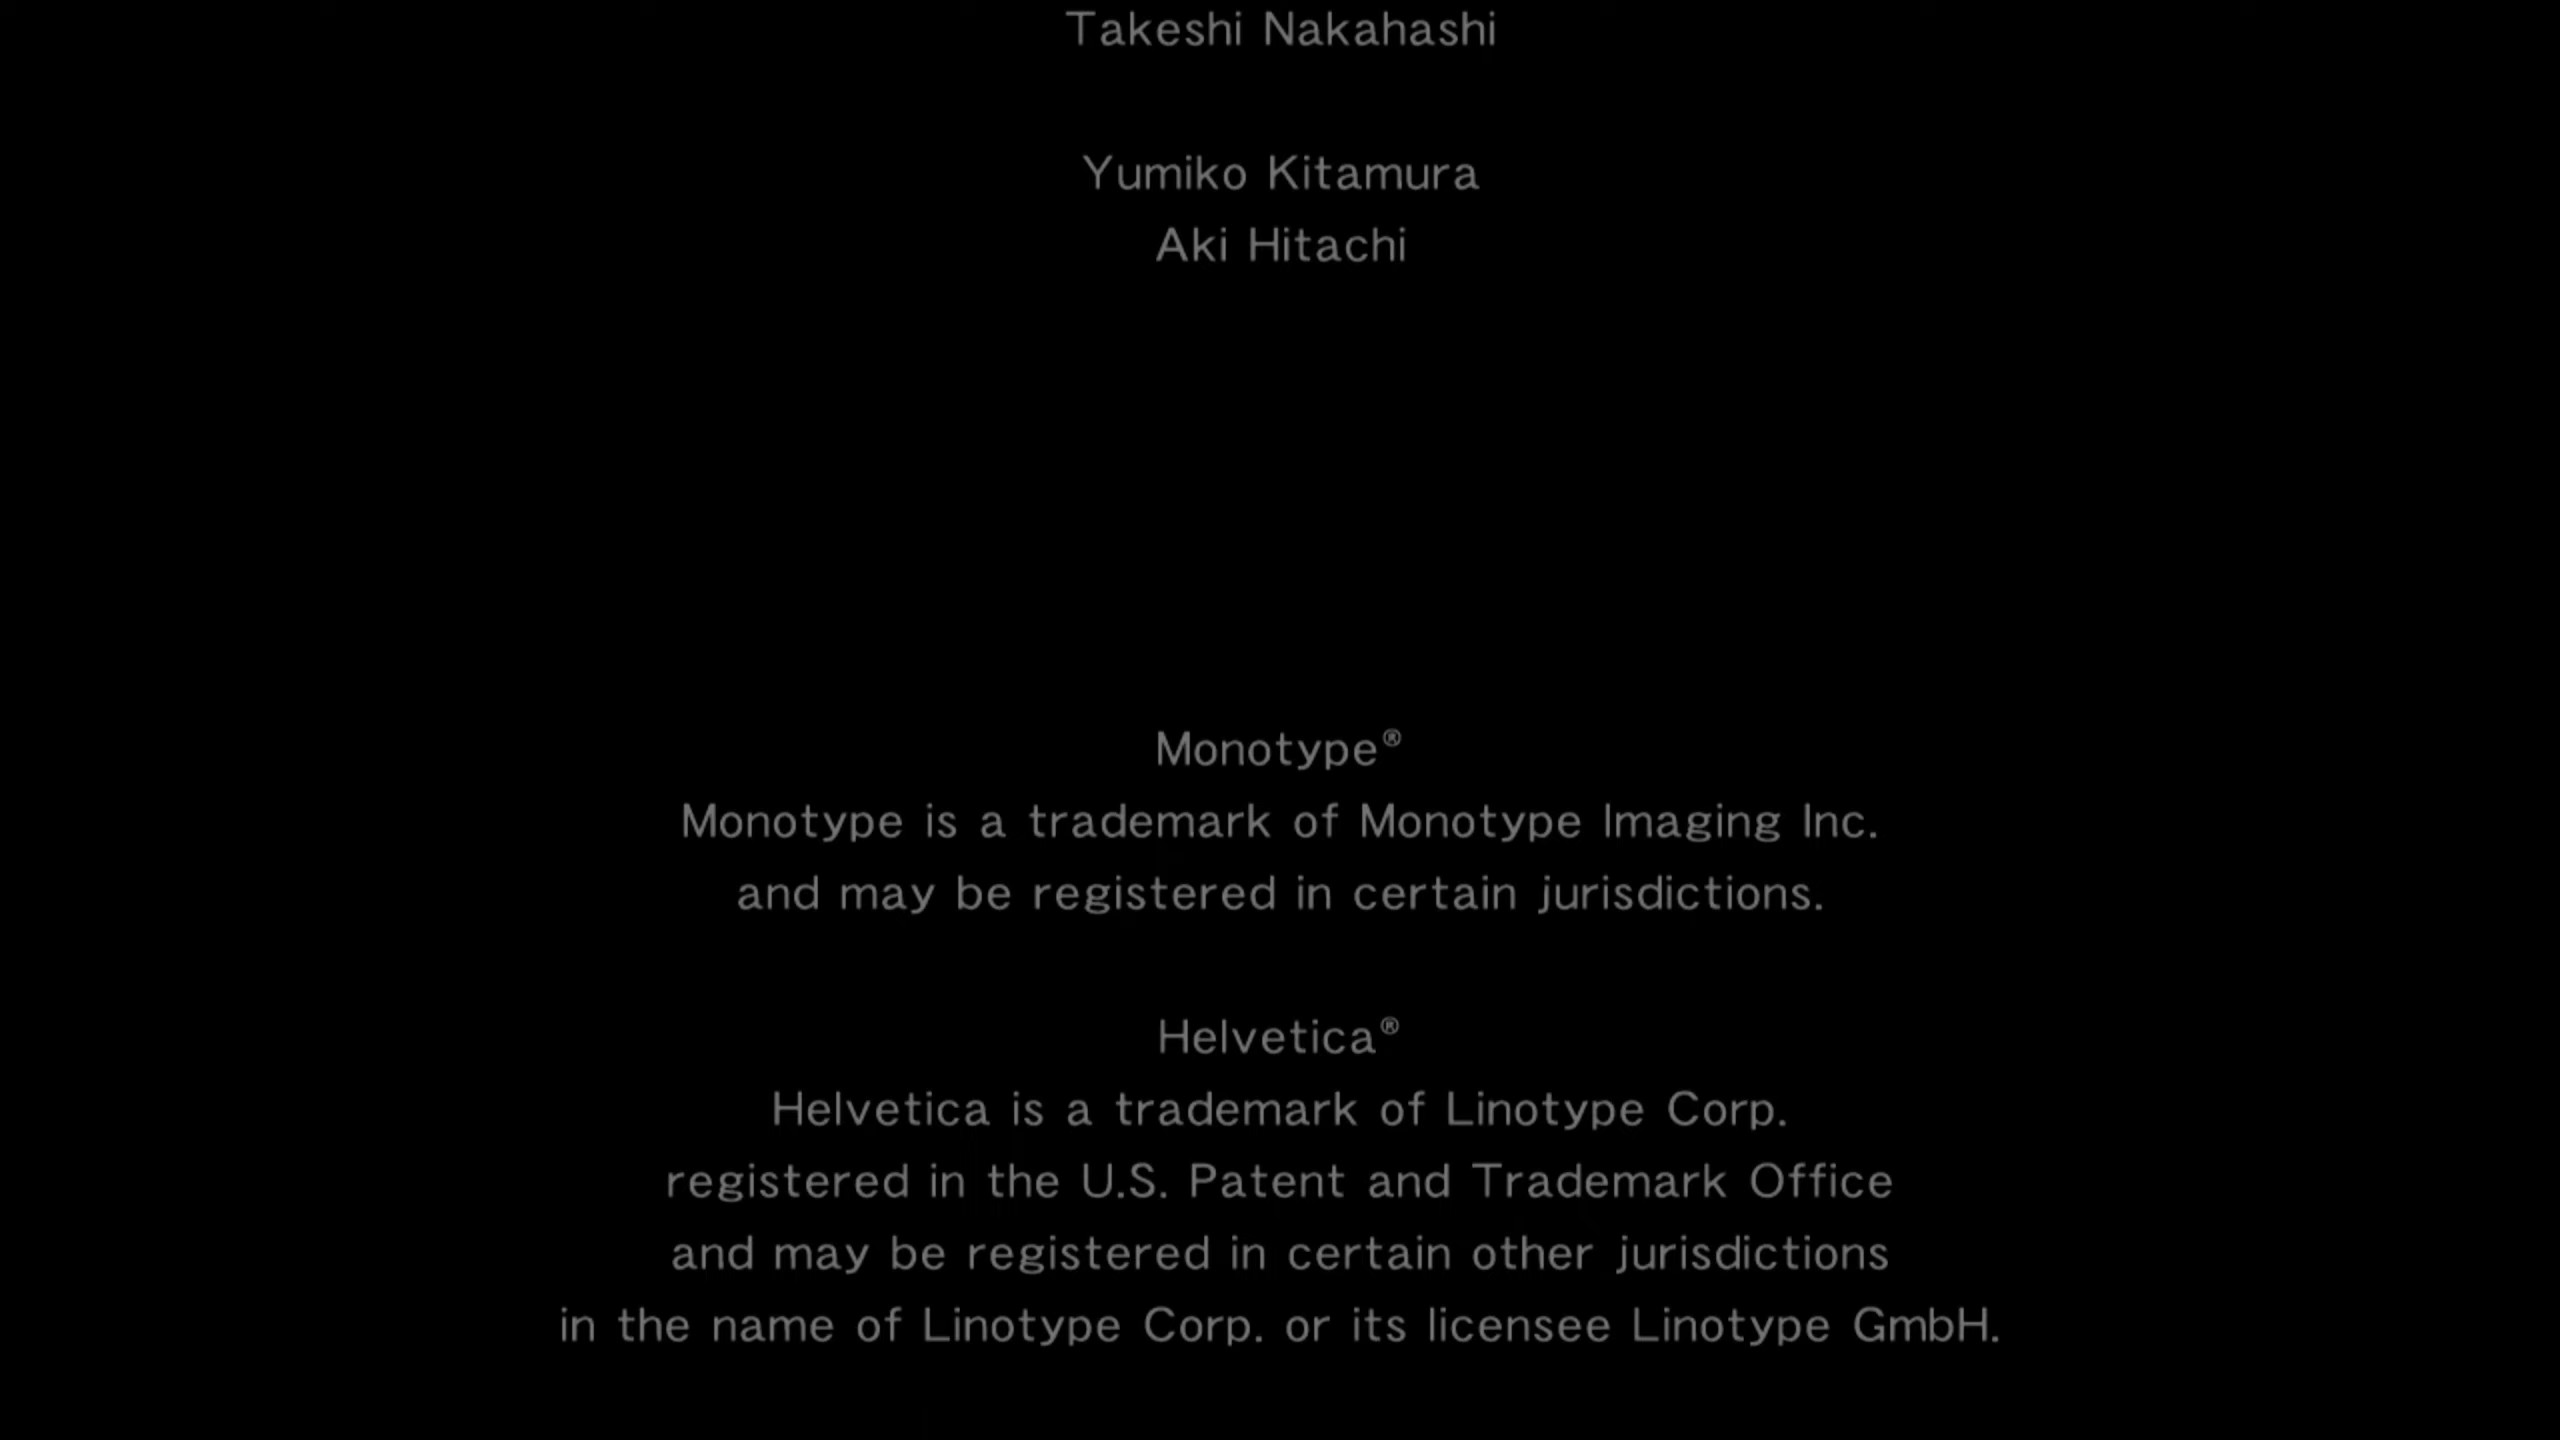 Takeshi Nakahashi
Yumiko Kitamura
Aki Hitachi
Monotype®
Monotype is a trademark of Monotype Imaging Inc.
and may be registered in certain jurisdictions.
Helvetica®
Helvetica is a trademark of Linotype Corp.
registered in the U.S. Patent and Trademark Office
and may be registered in certain other jurisdictions
in the name of Linotype Corp. or its licensee Linotype GmbH.